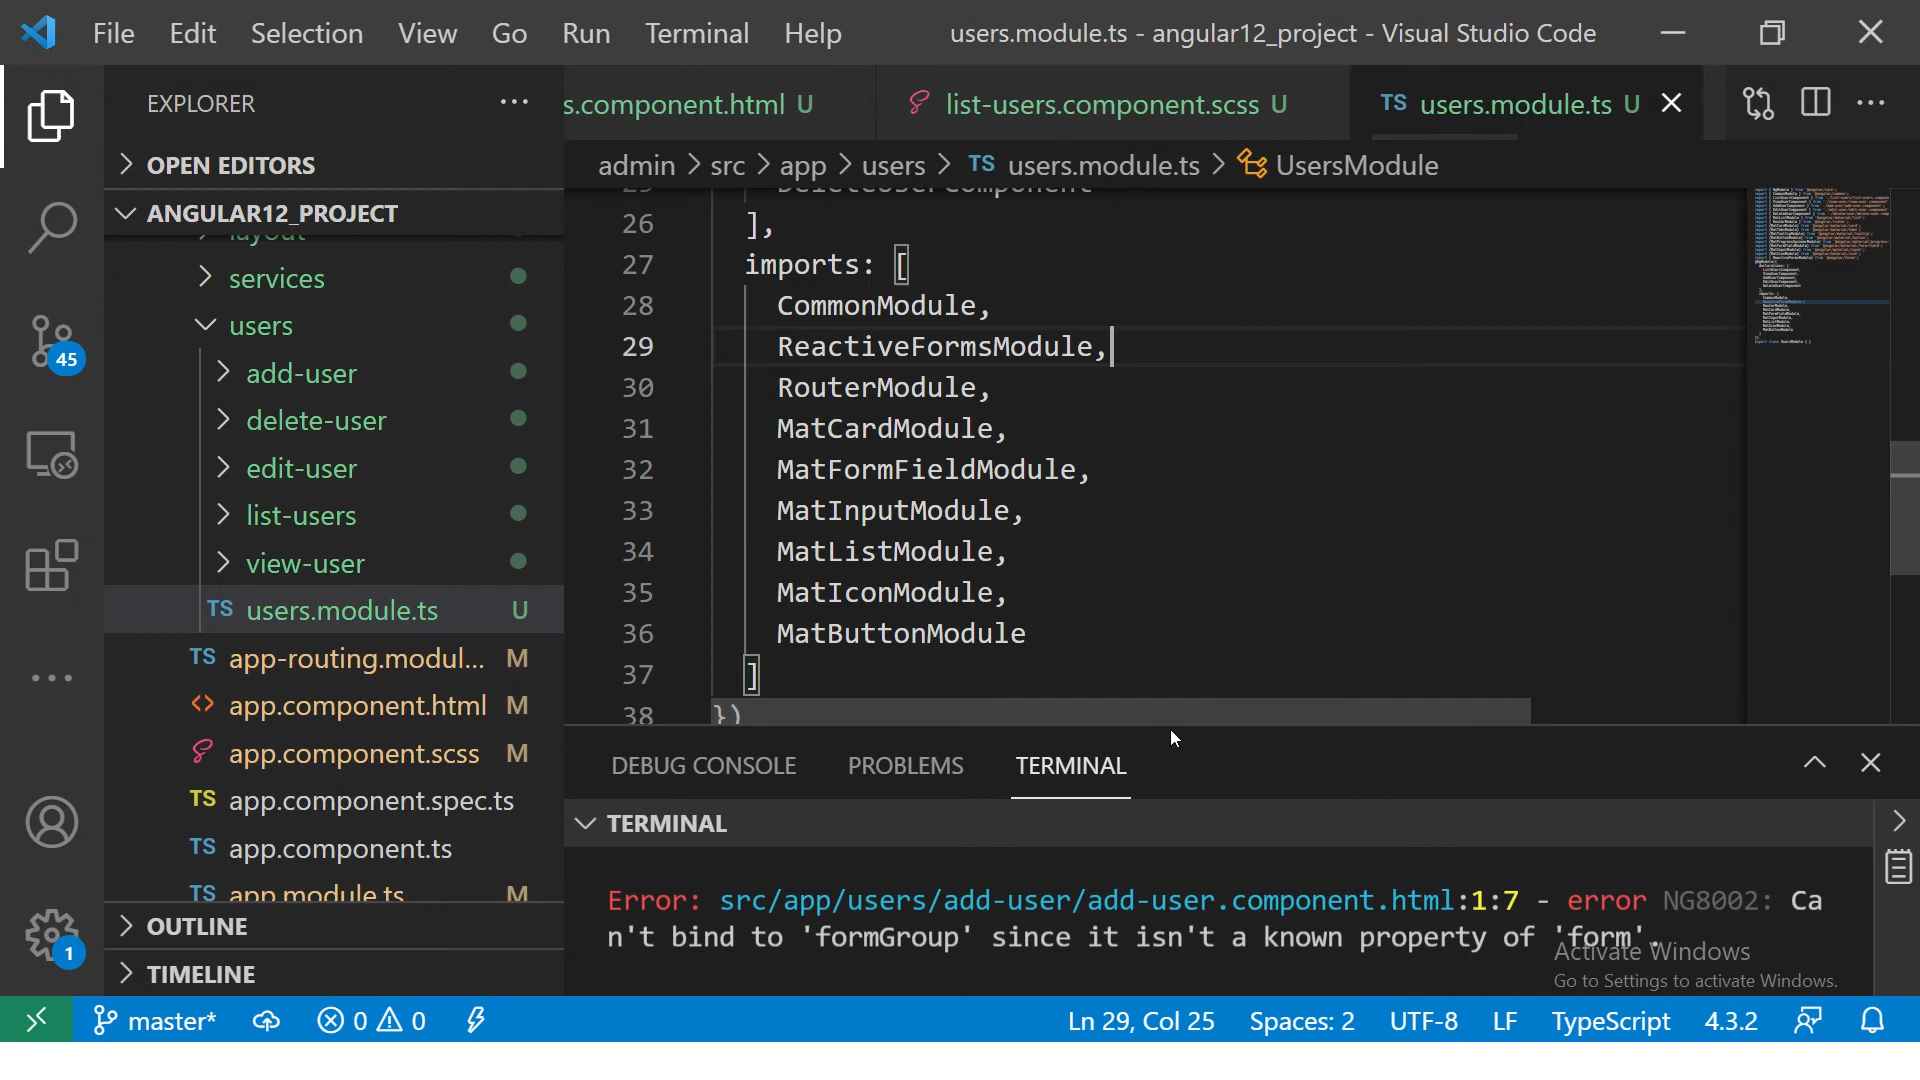 File Edit Selection View Go Run Terminal Help users.module.ts - angular12_project - Visual Studio Code
EXPLORER ··· s.component.html U list-users.component.scss U TS users.module.ts U
OPEN EDITORS
admin > src > app > users > TS users.module.ts > UsersModule
ANGULAR12_PROJECT
layout
services
users
add-user
delete-user
edit-user
list-users
view-user
TS users.module.ts U
TS app-routing.modul... M
app.component.html M
app.component.scss M
TS app.component.spec.ts
TS app.component.ts
TS app.module.ts M
OUTLINE
TIMELINE
45
1
25 DeleteUserComponent
26 ],
27 imports: [
28 CommonModule,
29 ReactiveFormsModule,
30 RouterModule,
31 MatCardModule,
32 MatFormFieldModule,
33 MatInputModule,
34 MatListModule,
35 MatIconModule,
36 MatButtonModule
37 ]
38 })
DEBUG CONSOLE PROBLEMS TERMINAL
TERMINAL
Error: src/app/users/add-user/add-user.component.html:1:7 - error NG8002: Ca
n't bind to 'formGroup' since it isn't a known property of 'form'.
Activate Windows
Go to Settings to activate Windows.
master* 0 0 Ln 29, Col 25 Spaces: 2 UTF-8 LF TypeScript 4.3.2